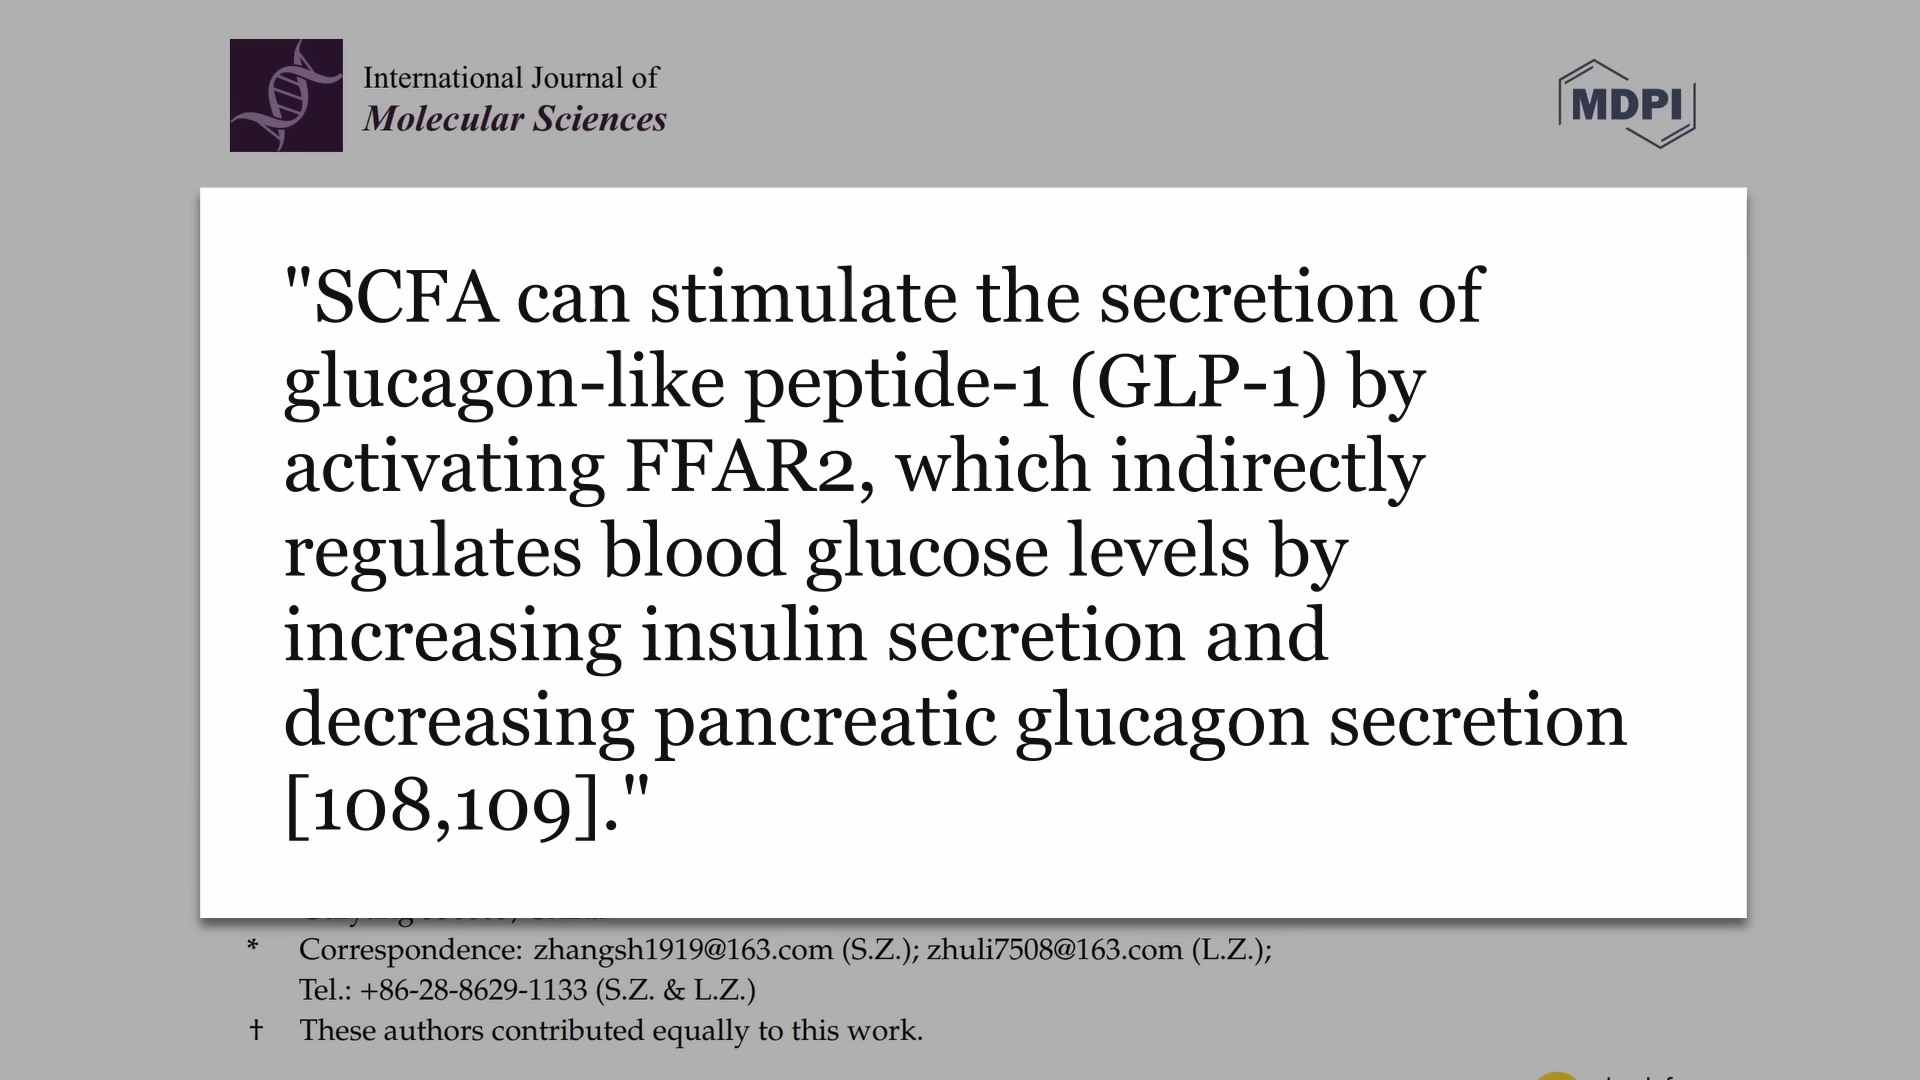 International Journal of
Molecular Sciences
MDPI
"SCFA can stimulate the secretion of
glucagon-like peptide-1 (GLP-1) by
activating FFAR2, which indirectly
regulates blood glucose levels by
increasing insulin secretion and
decreasing pancreatic glucagon secretion
[108,109]."
* Correspondence: zhangsh1919@163.com (S.Z.); zhuli7508@163.com (L.Z.);
Tel.: +86-28-8629-1133 (S.Z. & L.Z.)
† These authors contributed equally to this work.